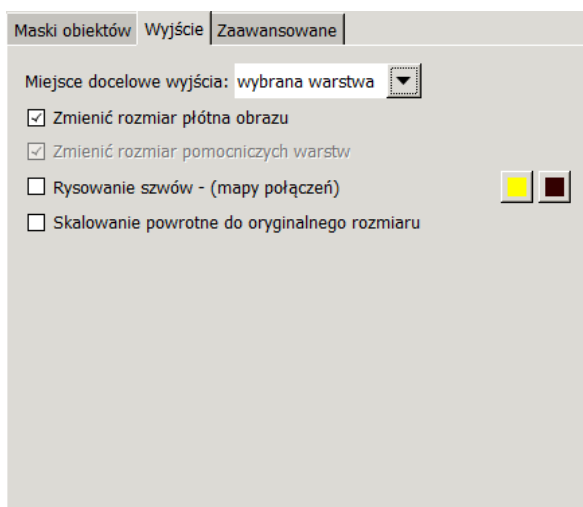 Maski obiektów Wyjście Zaawansowane
Miejsce docelowe wyjścia: wybrana warstwa
Zmienić rozmiar płótna obrazu
Zmienić rozmiar pomocniczych warstw
Rysowanie szwów - (mapy połączeń)
Skalowanie powrotne do oryginalnego rozmiaru